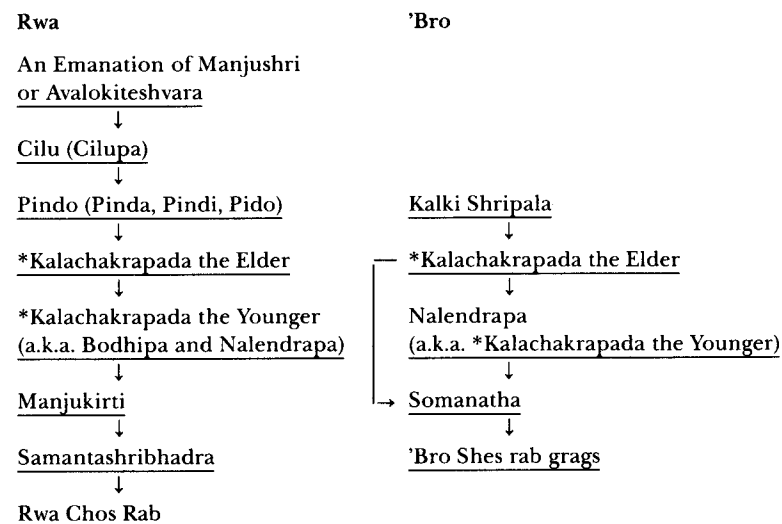 Rwa
An Emanation of Manjushri
or Avalokiteshvara
↓
Cilu (Cilupa)
↓
Pindo (Pinda, Pindi, Pido)
↓
*Kalachakrapada the Elder
↓
*Kalachakrapada the Younger
(a.k.a. Bodhipa and Nalendrapa)
↓
Manjukirti
↓
Samantashribhadra
↓
Rwa Chos Rab
’Bro
Kalki Shripala
↓
*Kalachakrapada the Elder
↓
Nalendrapa
(a.k.a. *Kalachakrapada the Younger)
↓
Somanatha
↓
’Bro Shes rab grags